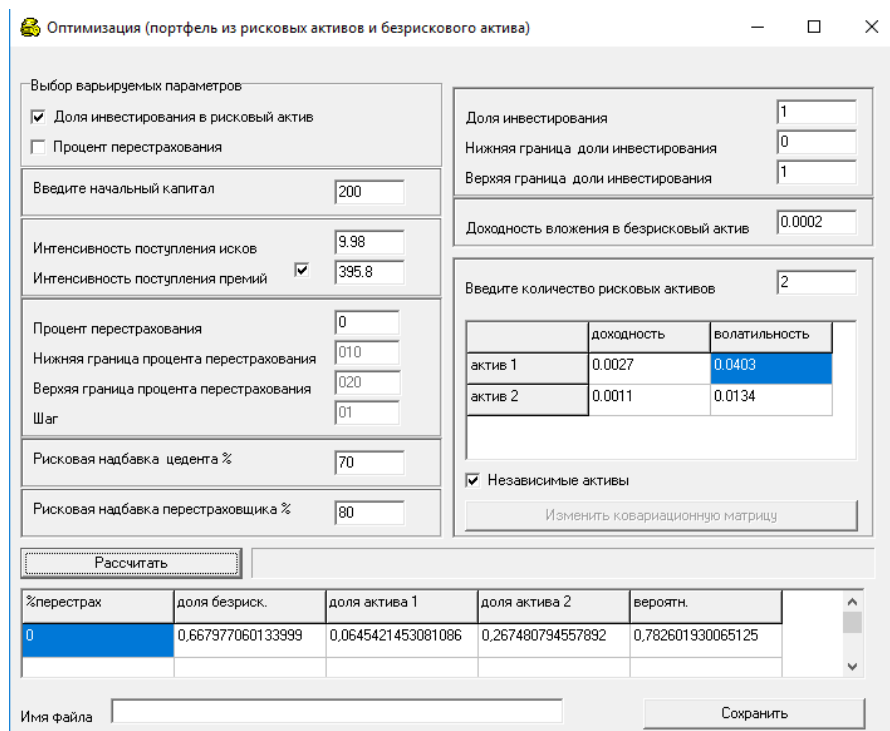 Оптимизация (портфель из рисковых активов и безрискового актива)
Выбор варьируемых параметров
Доля инвестирования в рисковый актив
Процент перестрахования
Введите начальный капитал 200
Интенсивность поступления исков 9.98
Интенсивность поступления премий 395.8
Процент перестрахования 0
Нижняя граница процента перестрахования 010
Верхняя граница процента перестрахования 020
Шаг 01
Рисковая надбавка цедента % 70
Рисковая надбавка перестраховщика % 80
Доля инвестирования 1
Нижняя граница доли инвестирования 0
Верхняя граница доли инвестирования 1
Доходность вложения в безрисковый актив 0.0002
Введите количество рисковых активов 2
доходность волатильность
актив 1 0.0027 0.0403
актив 2 0.0011 0.0134
Независимые активы
Изменить ковариационную матрицу
Рассчитать
%перестрах доля безриск. доля актива 1 доля актива 2 вероятн.
0 0,667977060133999 0,0645421453081086 0,267480794557892 0,782601930065125
Имя файла
Сохранить